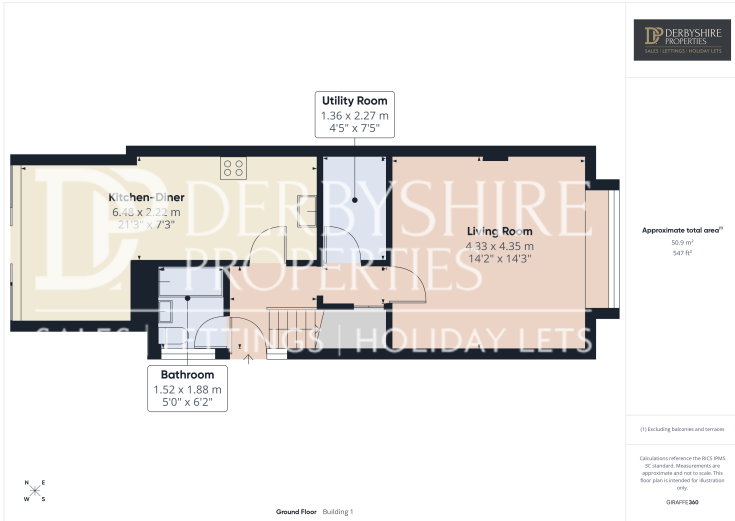 DERBYSHIRE
PROPERTIES
SALES | LETTINGS | HOLIDAY LETS
Utility Room
1.36 x 2.27 m
4'5" x 7'5"
Kitchen-Diner
6.48 x 2.22 m
21'3" x 7'3"
Living Room
4.33 x 4.35 m
14'2" x 14'3"
DERBYSHIRE
PROPERTIES
SALES | LETTINGS | HOLIDAY LETS
Bathroom
1.52 x 1.88 m
5'0" x 6'2"
Approximate total area⁽¹⁾
50.9 m²
547 ft²
(1) Excluding balconies and terraces
Calculations reference the RICS IPMS
3C standard. Measurements are
approximate and not to scale. This
floor plan is intended for illustration
only.
GIRAFFE360
N E
W S
Ground Floor Building 1